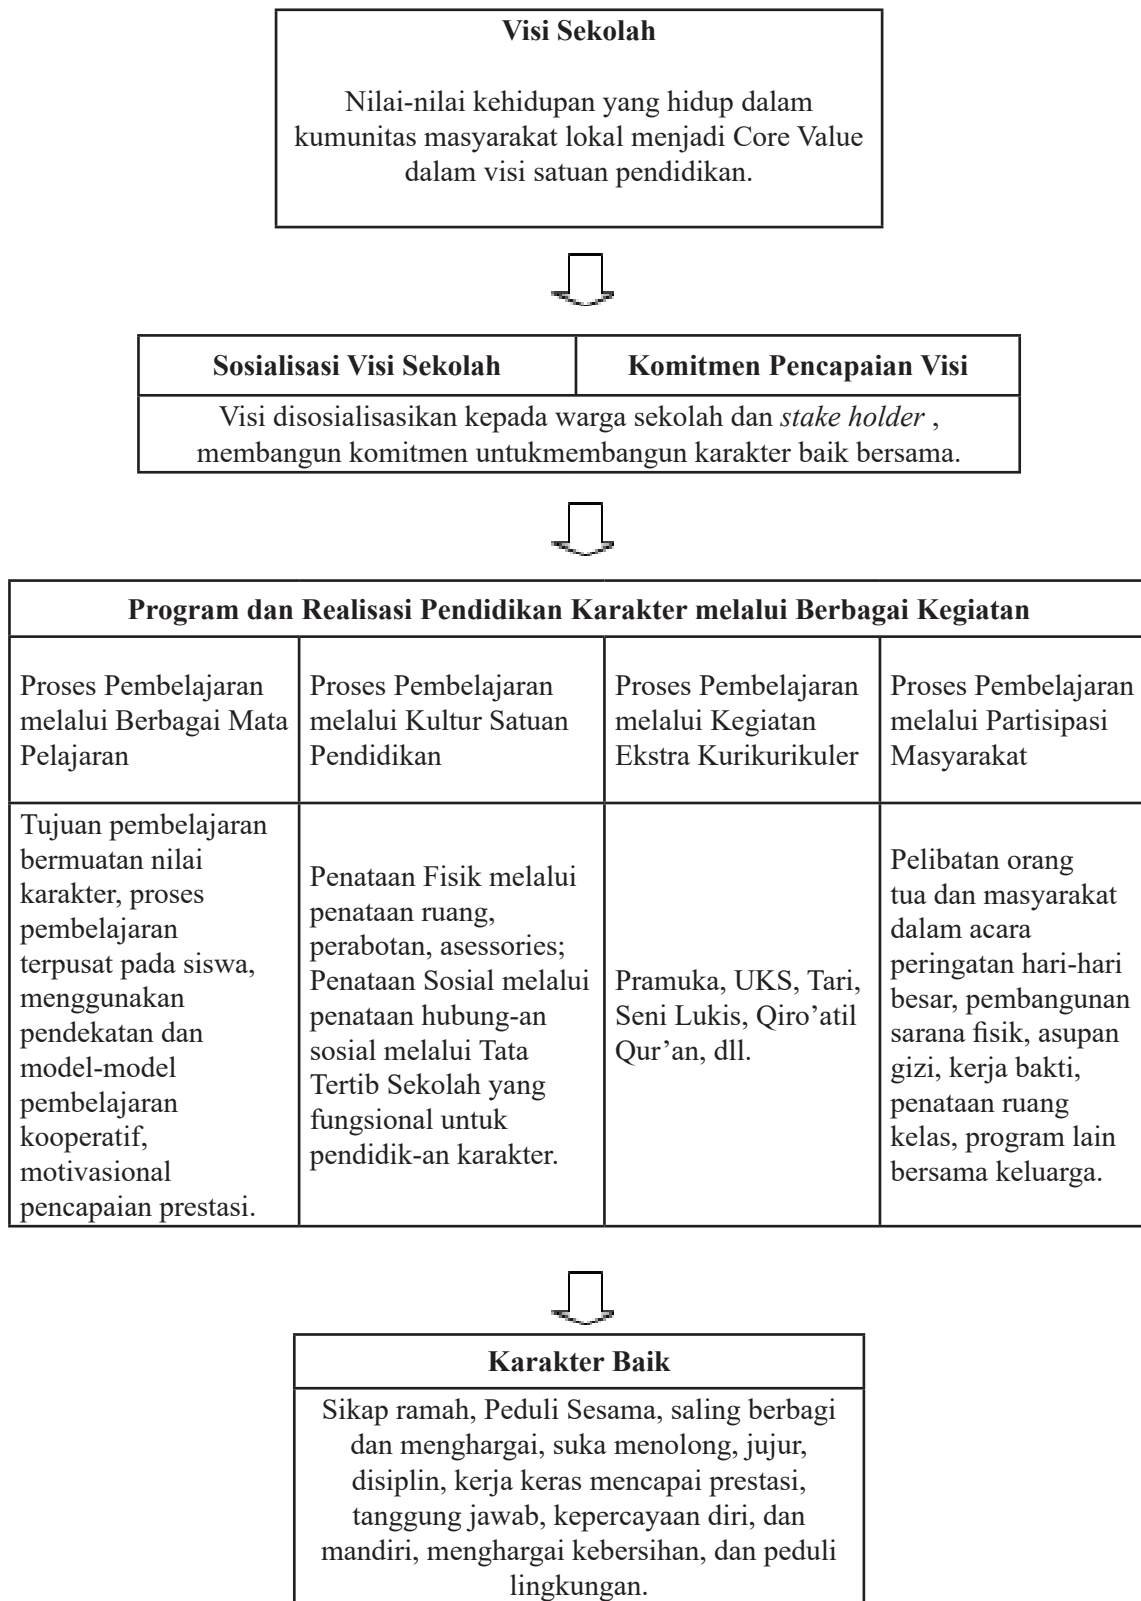 Visi Sekolah
Nilai-nilai kehidupan yang hidup dalam
kumunitas masyarakat lokal menjadi Core Value
dalam visi satuan pendidikan.
Sosialisasi Visi Sekolah
Komitmen Pencapaian Visi
Visi disosialisasikan kepada warga sekolah dan stake holder ,
membangun komitmen untukmembangun karakter baik bersama.
Program dan Realisasi Pendidikan Karakter melalui Berbagai Kegiatan
Proses Pembelajaran
melalui Berbagai Mata
Pelajaran
Proses Pembelajaran
melalui Kultur Satuan
Pendidikan
Proses Pembelajaran
melalui Kegiatan
Ekstra Kurikurikuler
Proses Pembelajaran
melalui Partisipasi
Masyarakat
Tujuan pembelajaran
bermuatan nilai
karakter, proses
pembelajaran
terpusat pada siswa,
menggunakan
pendekatan dan
model-model
pembelajaran
kooperatif,
motivasional
pencapaian prestasi.
Penataan Fisik melalui
penataan ruang,
perabotan, asessories;
Penataan Sosial melalui
penataan hubung-an
sosial melalui Tata
Tertib Sekolah yang
fungsional untuk
pendidik-an karakter.
Pramuka, UKS, Tari,
Seni Lukis, Qiro’atil
Qur’an, dll.
Pelibatan orang
tua dan masyarakat
dalam acara
peringatan hari-hari
besar, pembangunan
sarana fisik, asupan
gizi, kerja bakti,
penataan ruang
kelas, program lain
bersama keluarga.
Karakter Baik
Sikap ramah, Peduli Sesama, saling berbagi
dan menghargai, suka menolong, jujur,
disiplin, kerja keras mencapai prestasi,
tanggung jawab, kepercayaan diri, dan
mandiri, menghargai kebersihan, dan peduli
lingkungan.